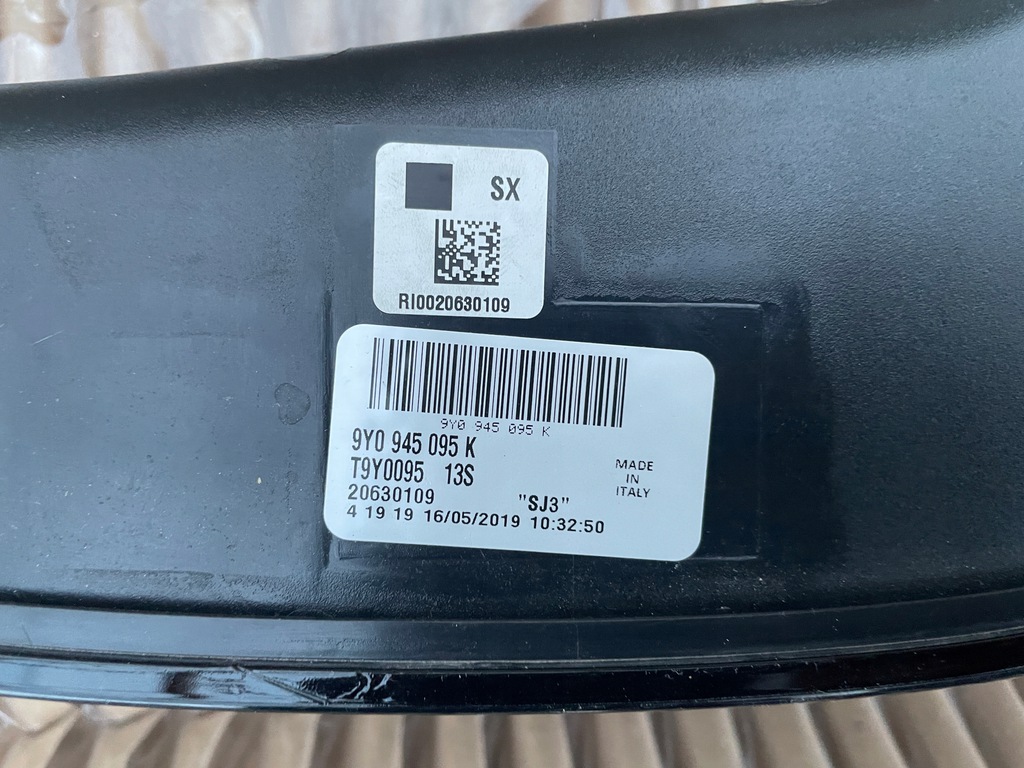 SX
RI0020630109
9Y0 945 095 K
9Y0 945 095 K
T9Y0095 13S
20630109 "SJ3"
4 19 19 16/05/2019 10:32:50
MADE
IN
ITALY